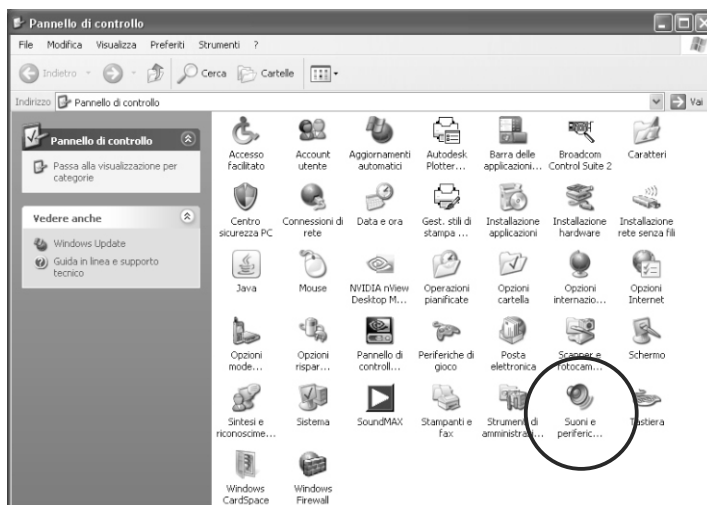 Pannello di controllo
File Modifica Visualizza Preferiti Strumenti ?
Indietro Cerca Cartelle
Indirizzo Pannello di controllo Vai
Pannello di controllo
Passa alla visualizzazione per
categorie
Vedere anche
Windows Update
Guida in linea e supporto
tecnico
Accesso
facilitato
Account
utente
Aggiornamenti
automatici
Autodesk
Plotter...
Barra delle
applicazioni...
Broadcom
Control Suite 2
Caratteri
Centro
sicurezza PC
Connessioni di
rete
Data e ora
Gest. stili di
stampa ...
Installazione
applicazioni
Installazione
hardware
Installazione
rete senza fili
Java
Mouse
NVIDIA nView
Desktop M...
Operazioni
pianificate
Opzioni
cartella
Opzioni
internazio...
Opzioni
Internet
Opzioni
mode...
Opzioni
rispar...
Pannello di
controll...
Periferiche di
gioco
Posta
elettronica
Scanner e
fotocam...
Schermo
Sintesi e
riconoscime...
Sistema
SoundMAX
Stampanti e
fax
Strumenti di
amministrati...
Suoni e
periferic...
Tastiera
Windows
CardSpace
Windows
Firewall